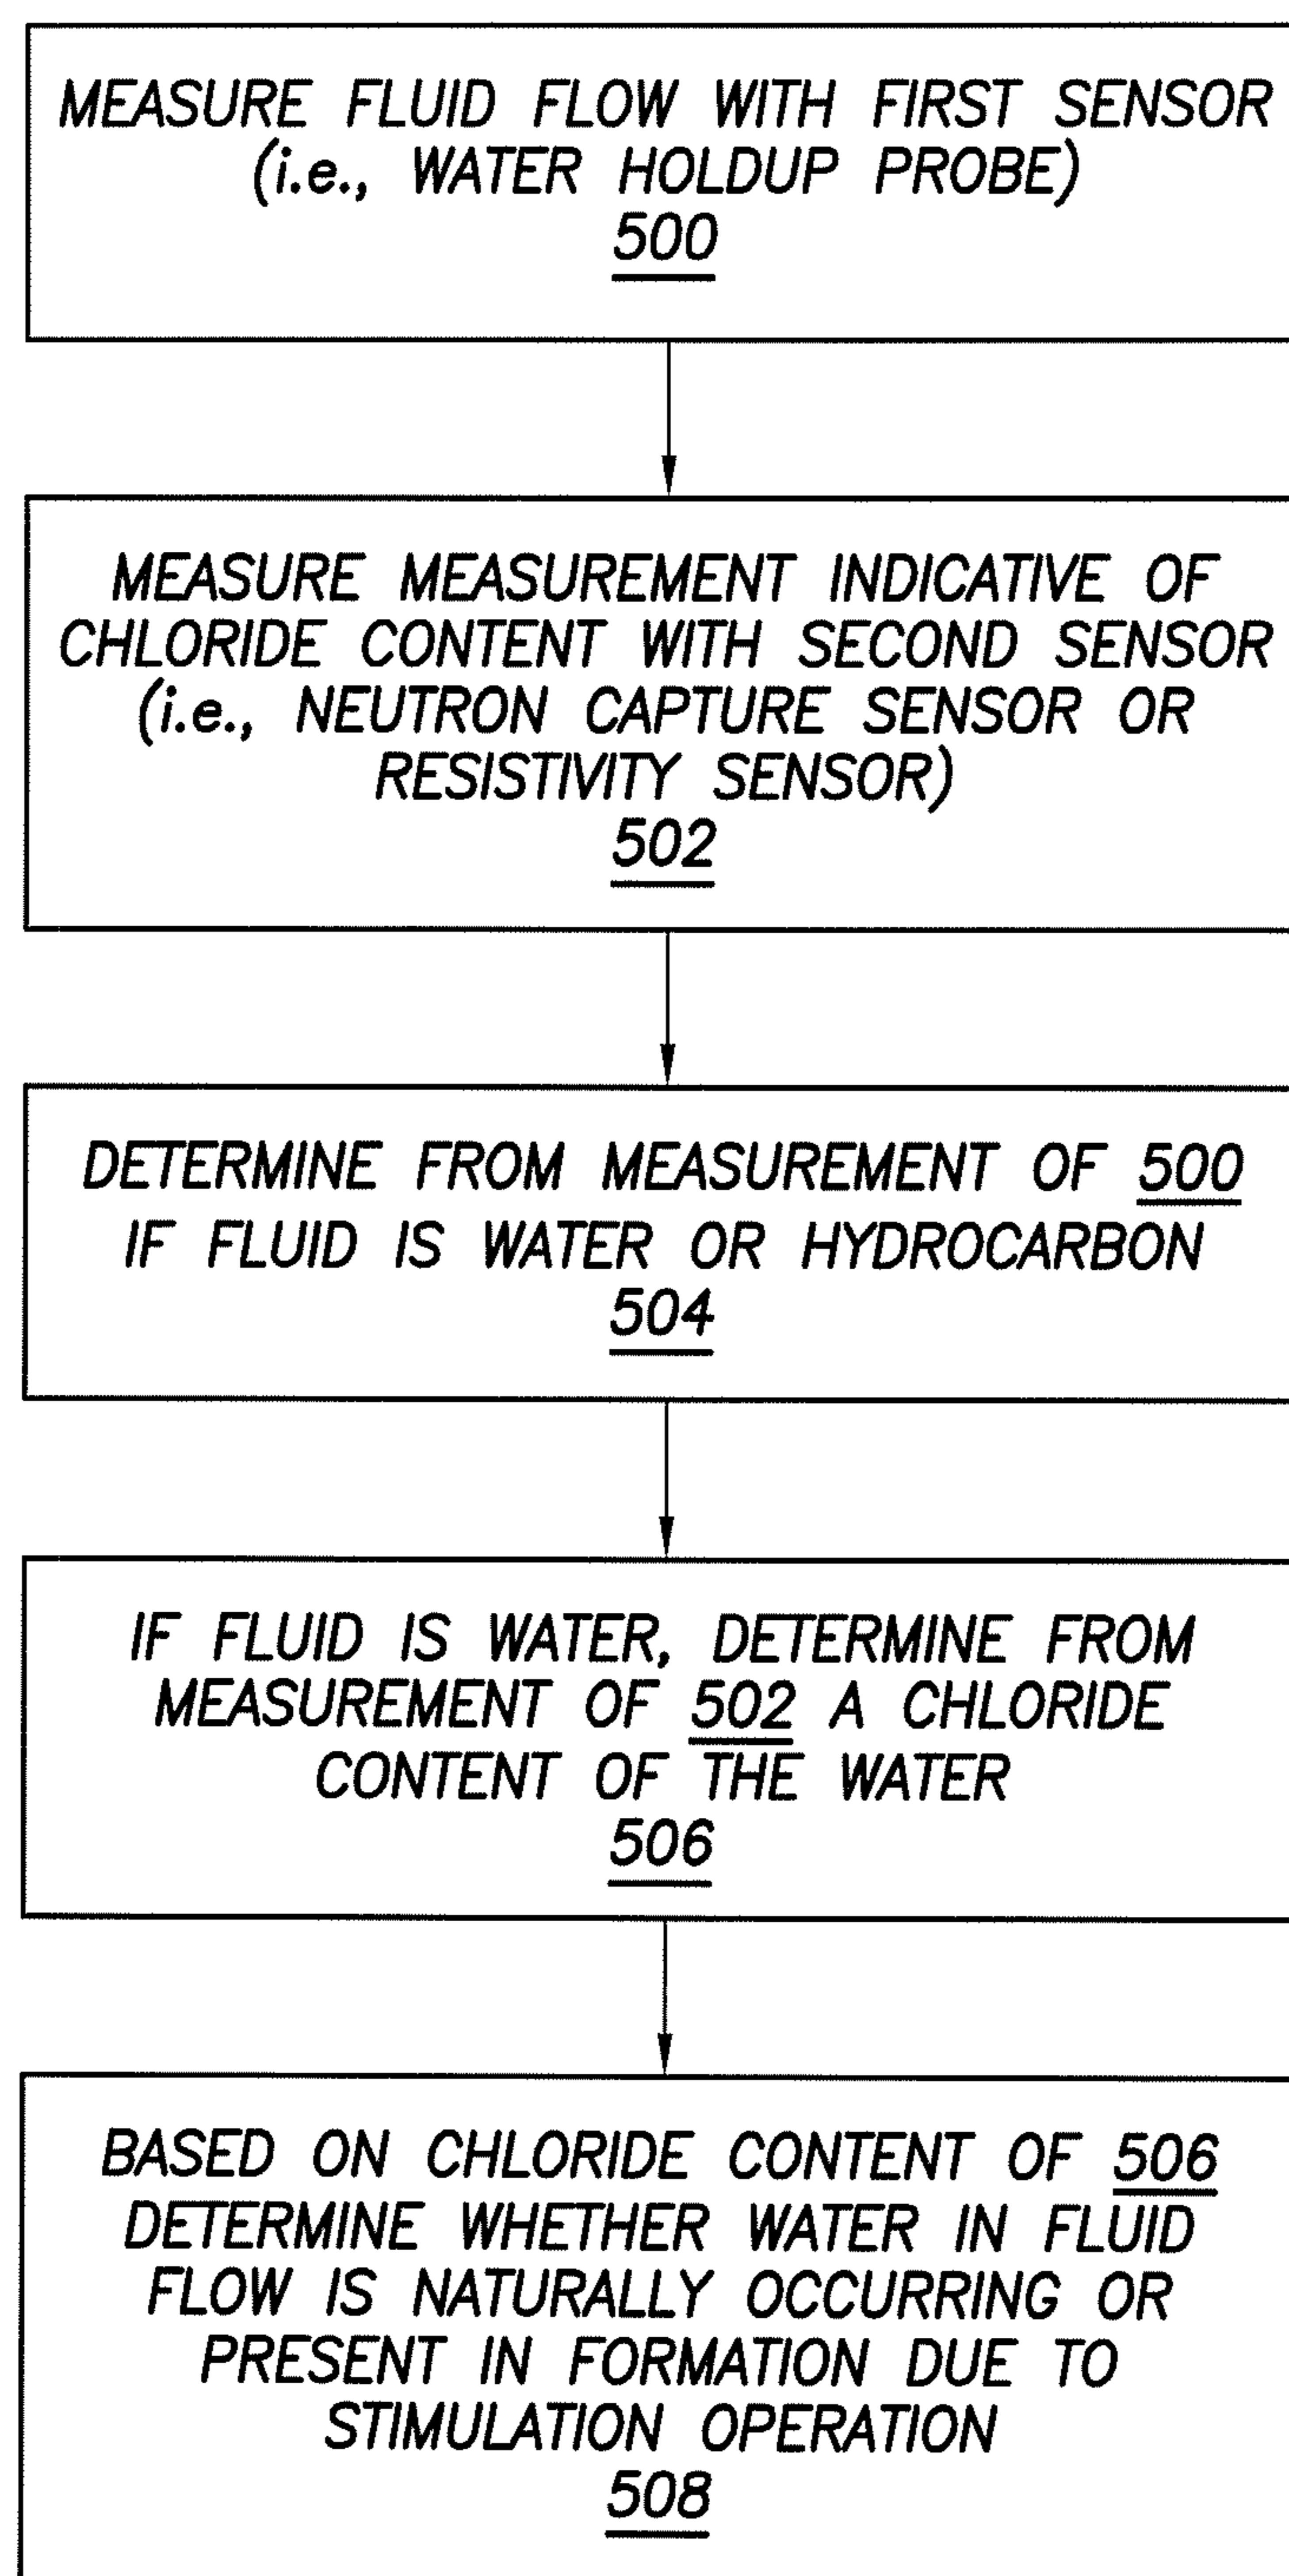 MEASURE FLUID FLOW WITH FIRST SENSOR
(i.e., WATER HOLDUP PROBE)
500
MEASURE MEASUREMENT INDICATIVE OF
CHLORIDE CONTENT WITH SECOND SENSOR
(i.e., NEUTRON CAPTURE SENSOR OR
RESISTIVITY SENSOR)
502
DETERMINE FROM MEASUREMENT OF 500
IF FLUID IS WATER OR HYDROCARBON
504
IF FLUID IS WATER, DETERMINE FROM
MEASUREMENT OF 502 A CHLORIDE
CONTENT OF THE WATER
506
BASED ON CHLORIDE CONTENT OF 506
DETERMINE WHETHER WATER IN FLUID
FLOW IS NATURALLY OCCURRING OR
PRESENT IN FORMATION DUE TO
STIMULATION OPERATION
508